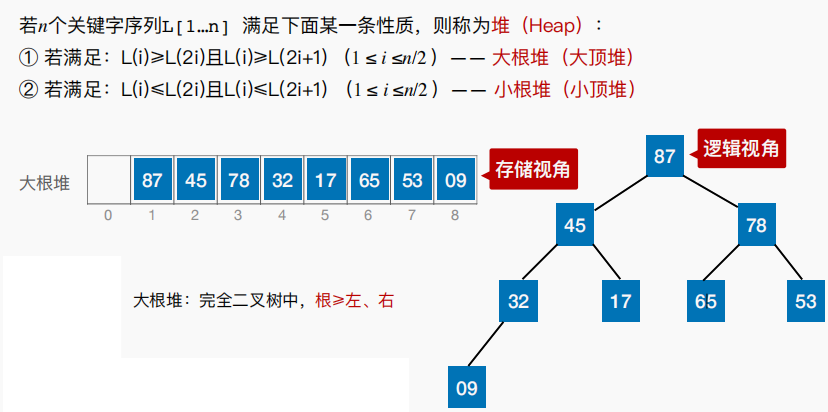 若n个关键字序列L[1…n] 满足下面某一条性质，则称为堆（Heap）：
① 若满足：L(i)≥L(2i)且L(i)≥L(2i+1) （1 ≤ i ≤n/2 ）—— 大根堆（大顶堆）
② 若满足：L(i)≤L(2i)且L(i)≤L(2i+1) （1 ≤ i ≤n/2 ）—— 小根堆（小顶堆）
87
逻辑视角
大根堆
87 45 78 32 17 65 53 09
存储视角
0 1 2 3 4 5 6 7 8
45 78
大根堆：完全二叉树中，根≥左、右
32 17 65 53
09